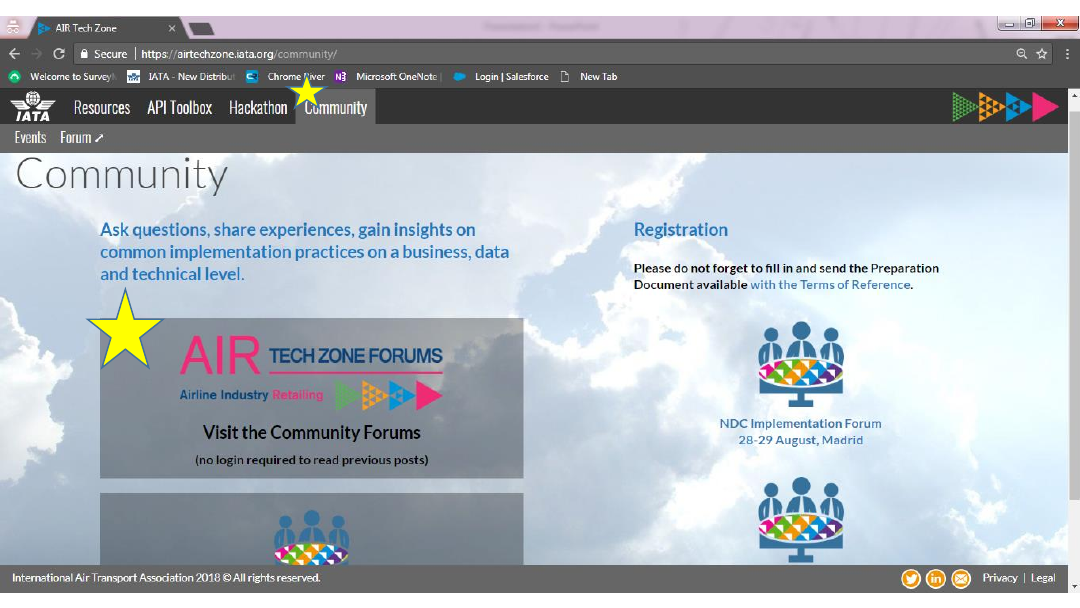 AIR Tech Zone
Secure | https://airtechzone.iata.org/community/
Welcome to Survey
IATA - New Distribut
Chrome River
N3 Microsoft OneNote
Login | Salesforce
New Tab
IATA
Resources
API Toolbox
Hackathon
Community
Events
Forum
Community
Ask questions, share experiences, gain insights on
common implementation practices on a business, data
and technical level.
AIR TECH ZONE FORUMS
Airline Industry Retailing
Visit the Community Forums
(no login required to read previous posts)
Registration
Please do not forget to fill in and send the Preparation
Document available with the Terms of Reference.
NDC Implementation Forum
28-29 August, Madrid
International Air Transport Association 2018 © All rights reserved.
in
Privacy | Legal